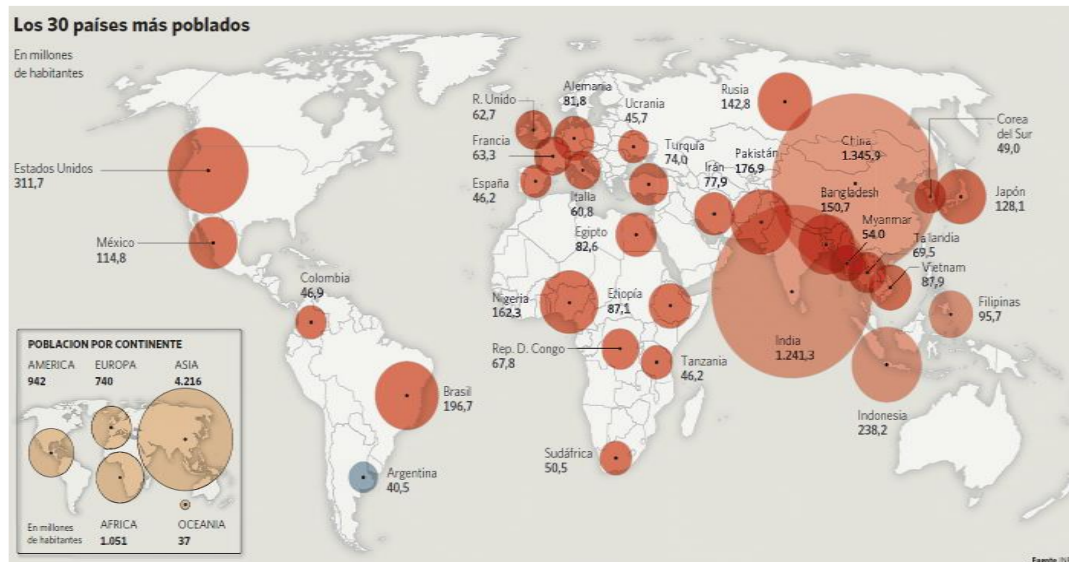 Los 30 países más poblados
En millones
de habitantes
Estados Unidos
311,7
México
114,8
Colombia
46,9
Brasil
196,7
Argentina
40,5
R. Unido
62,7
Francia
63,3
España
46,2
Alemania
81,8
Italia
60,8
Ucrania
45,7
Turquía
74,0
Egipto
82,6
Nigeria
162,3
Etiopía
87,1
Rep. D. Congo
67,8
Tanzania
46,2
Sudáfrica
50,5
Rusia
142,8
Irán
77,9
Pakistán
176,9
China
1.345,9
Bangladesh
150,7
Myanmar
54,0
Tailandia
69,5
Vietnam
87,9
India
1.241,3
Corea
del Sur
49,0
Japón
128,1
Filipinas
95,7
Indonesia
238,2
POBLACION POR CONTINENTE
AMERICA
942
EUROPA
740
ASIA
4.216
En millones
de habitantes
AFRICA
1.051
OCEANIA
37
Fuente